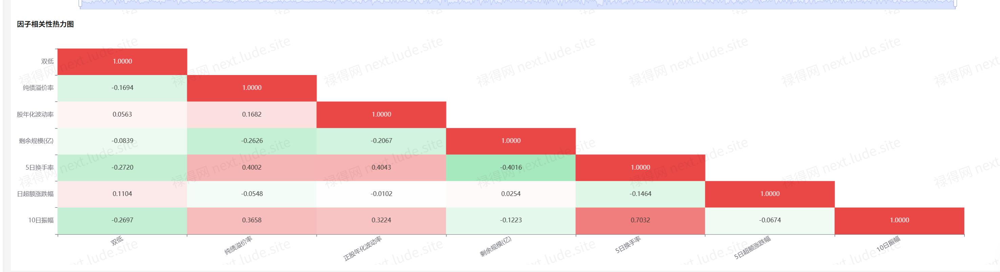 因子相关性热力图
双低 1.0000
纯债溢价率 -0.1694 1.0000
股年化波动率 0.0563 0.1682 1.0000
剩余规模(亿) -0.0839 -0.2626 -0.2067 1.0000
5日换手率 -0.2720 0.4002 0.4043 -0.4016 1.0000
日超额涨跌幅 0.1104 -0.0548 -0.0102 0.0254 -0.1464 1.0000
10日振幅 -0.2697 0.3658 0.3224 -0.1223 0.7032 -0.0674 1.0000
双低 纯债溢价率 正股年化波动率 剩余规模(亿) 5日换手率 5日超额涨跌幅 10日振幅
禄得网 next.lude.site